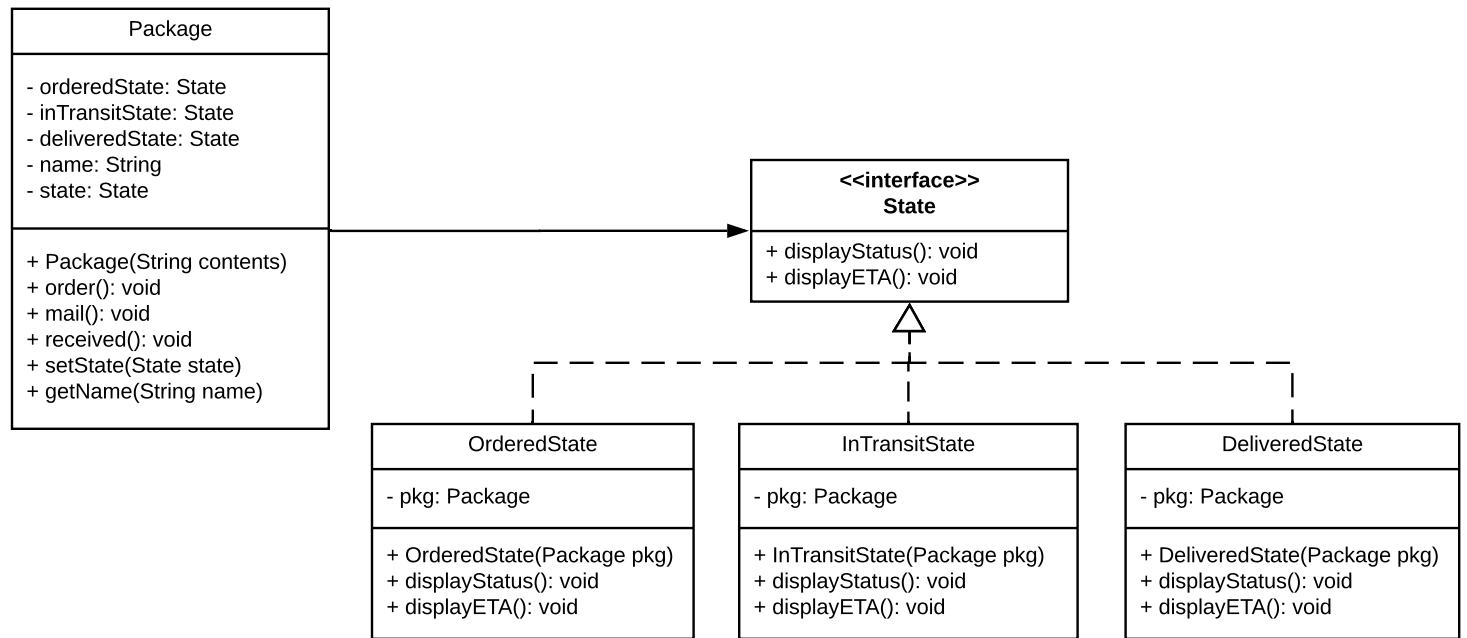 Package
- orderedState: State
- inTransitState: State
- deliveredState: State
- name: String
- state: State
+ Package(String contents)
+ order(): void
+ mail(): void
+ received(): void
+ setState(State state)
+ getName(String name)
<<interface>>
State
+ displayStatus(): void
+ displayETA(): void
OrderedState
- pkg: Package
+ OrderedState(Package pkg)
+ displayStatus(): void
+ displayETA(): void
InTransitState
- pkg: Package
+ InTransitState(Package pkg)
+ displayStatus(): void
+ displayETA(): void
DeliveredState
- pkg: Package
+ DeliveredState(Package pkg)
+ displayStatus(): void
+ displayETA(): void